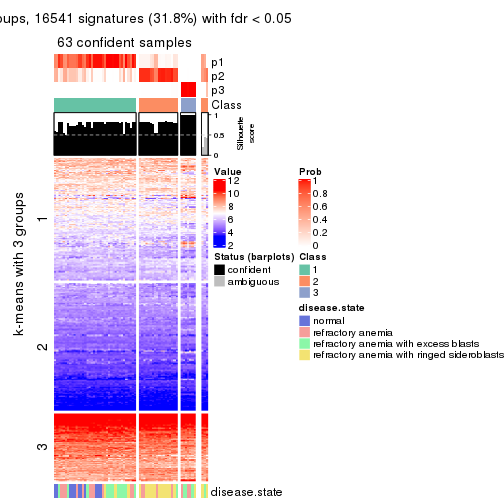 oups, 16541 signatures (31.8%) with fdr < 0.05
63 confident samples
p1
p2
p3
Class
1
0.5
0
Silhouette
score
k-means with 3 groups
1
2
3
Value
12
10
8
6
4
2
Prob
1
0.8
0.6
0.4
0.2
0
Status (barplots)
confident
ambiguous
Class
1
2
3
disease.state
normal
refractory anemia
refractory anemia with excess blasts
refractory anemia with ringed sideroblasts
disease.state